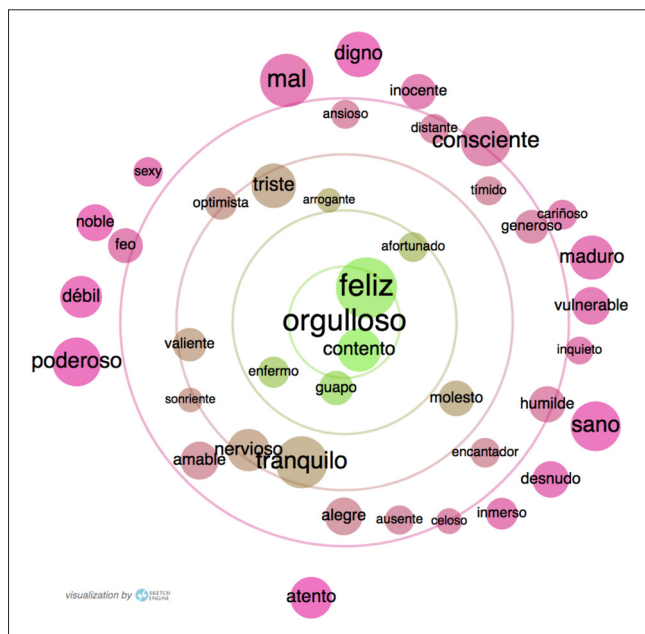 digno
mal
inocente
ansioso
distante
consciente
sexy
triste
tímido
optimista
arrogante
cariñoso
noble
generoso
feo
afortunado
maduro
feliz
débil
vulnerable
orgulloso
valiente
contento
inquieto
poderoso
enfermo
guapo
sonriente
molesto
humilde
sano
nervioso
encantador
amable
tranquilo
desnudo
alegre
ausente
celoso
inmerso
visualization by SKETCH
ENGINE
atento